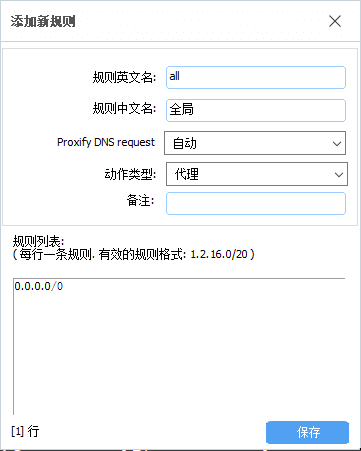 添加新规则
规则英文名: all
规则中文名: 全局
Proxify DNS request 自动
动作类型: 代理
备注:
规则列表:
( 每行一条规则. 有效的规则格式: 1.2.16.0/20 )
0.0.0.0/0
[1] 行
保存